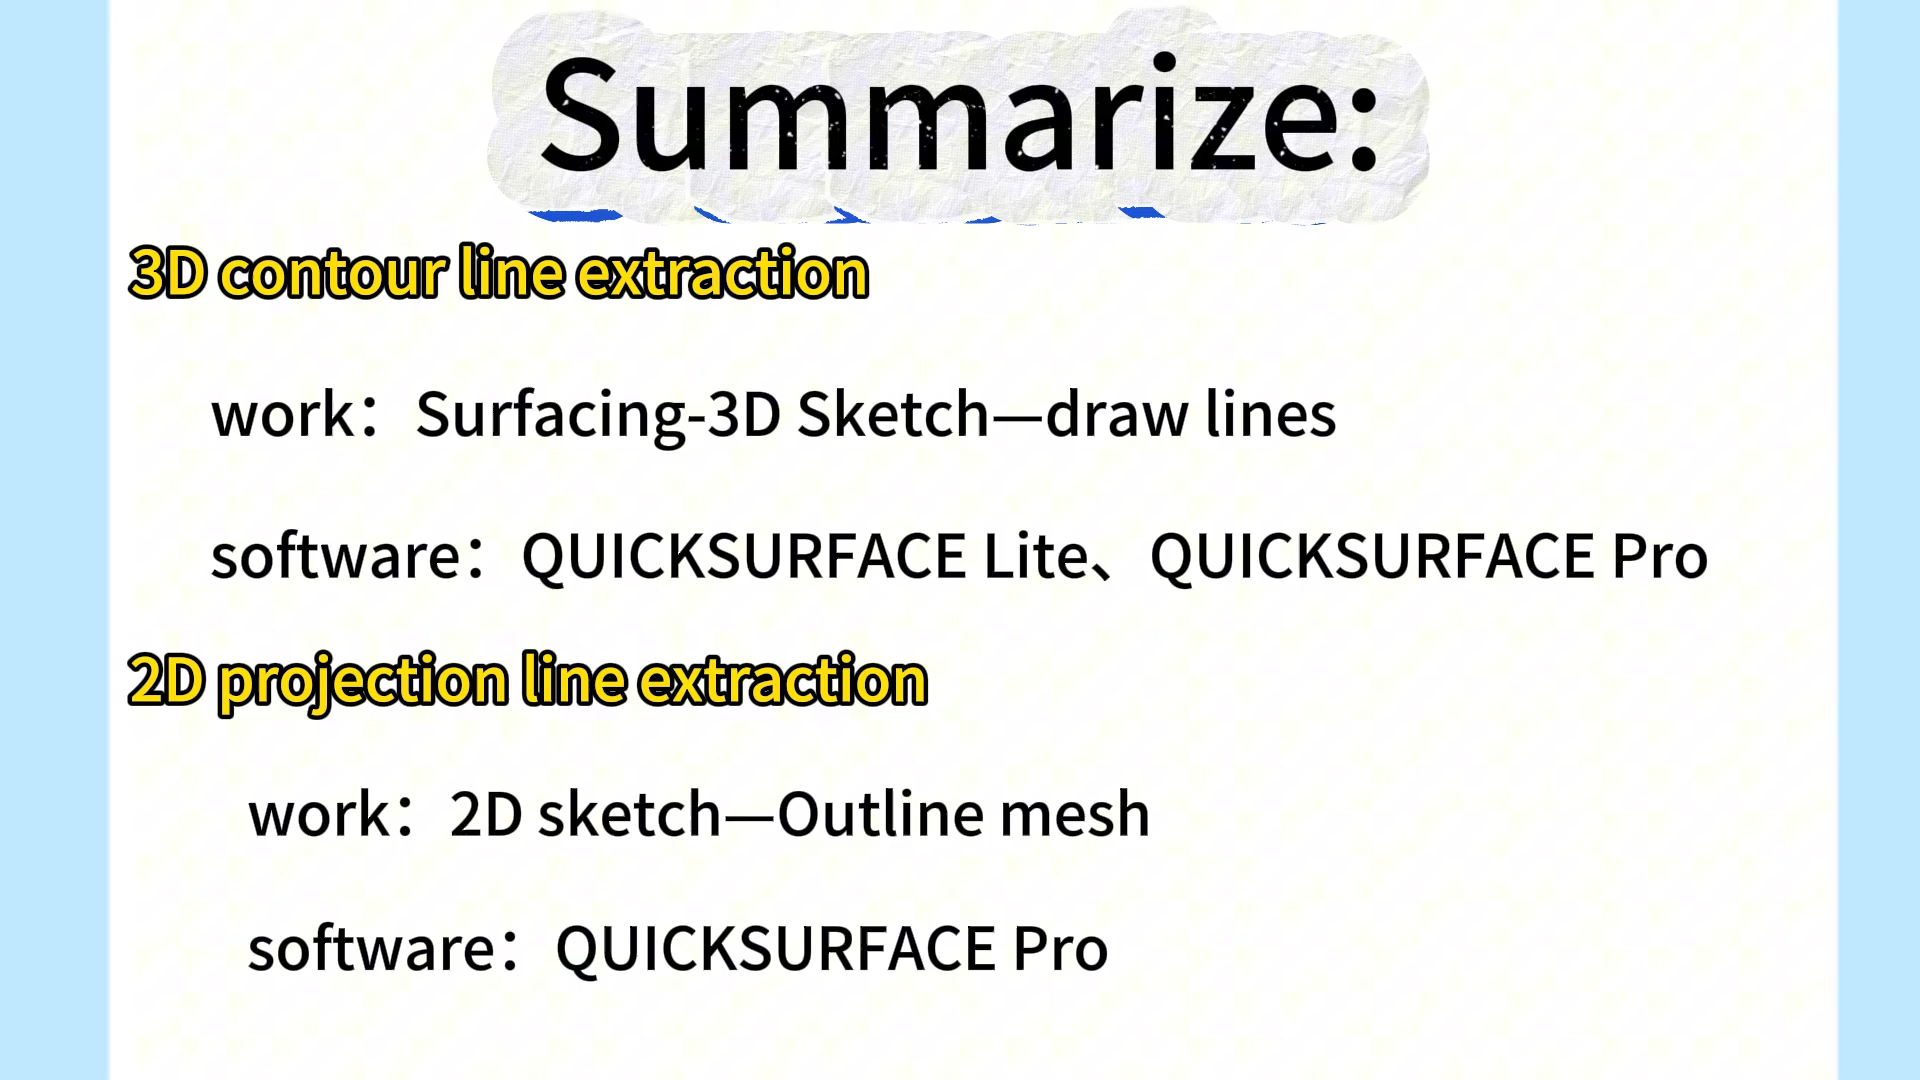 Summarize:
3D contour line extraction
work：Surfacing-3D Sketch—draw lines
software：QUICKSURFACE Lite、QUICKSURFACE Pro
2D projection line extraction
work：2D sketch—Outline mesh
software：QUICKSURFACE Pro